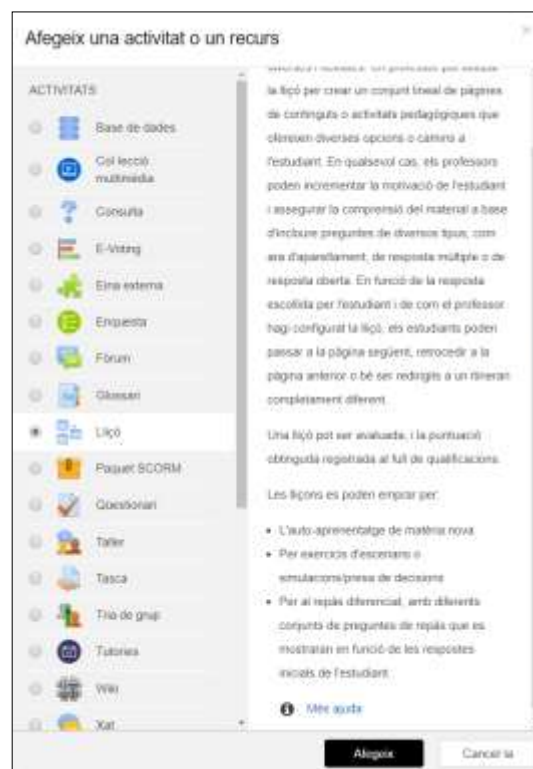 Afegeix una activitat o un recurs
ACTIVITATS
Base de dades
Col·lecció
multimèdia
Consulta
E-Voting
Eina externa
Enquesta
Fòrum
Glossari
Lliçó
Paquet SCORM
Qüestionari
Taller
Tasca
Tria de grup
Tutories
Wiki
Xat
la lliçó per crear un conjunt lineal de pàgines
de continguts o activitats pedagògiques que
ofereixen diverses opcions o camins a
l'estudiant. En qualsevol cas, els professors
poden incrementar la motivació de l'estudiant
i assegurar la comprensió del material a base
d'incloure preguntes de diversos tipus, com
ara d'aparellament, de resposta múltiple o de
resposta oberta. En funció de la resposta
escollida per l'estudiant i de com el professor
hagi configurat la lliçó, els estudiants poden
passar a la pàgina següent, retrocedir a la
pàgina anterior o bé ser redirigits a un itinerari
completament diferent.
Una lliçó pot ser avaluada, i la puntuació
obtinguda registrada al full de qualificacions.
Les lliçons es poden emprar per:
L'auto-aprenentatge de matèria nova
Per exercicis d'escenaris o
simulacions/presa de decisions
Per al repàs diferencial, amb diferents
conjunts de preguntes de repàs que es
mostraran en funció de les respostes
inicials de l'estudiant
Més ajuda
Afegeix
Cancel·la